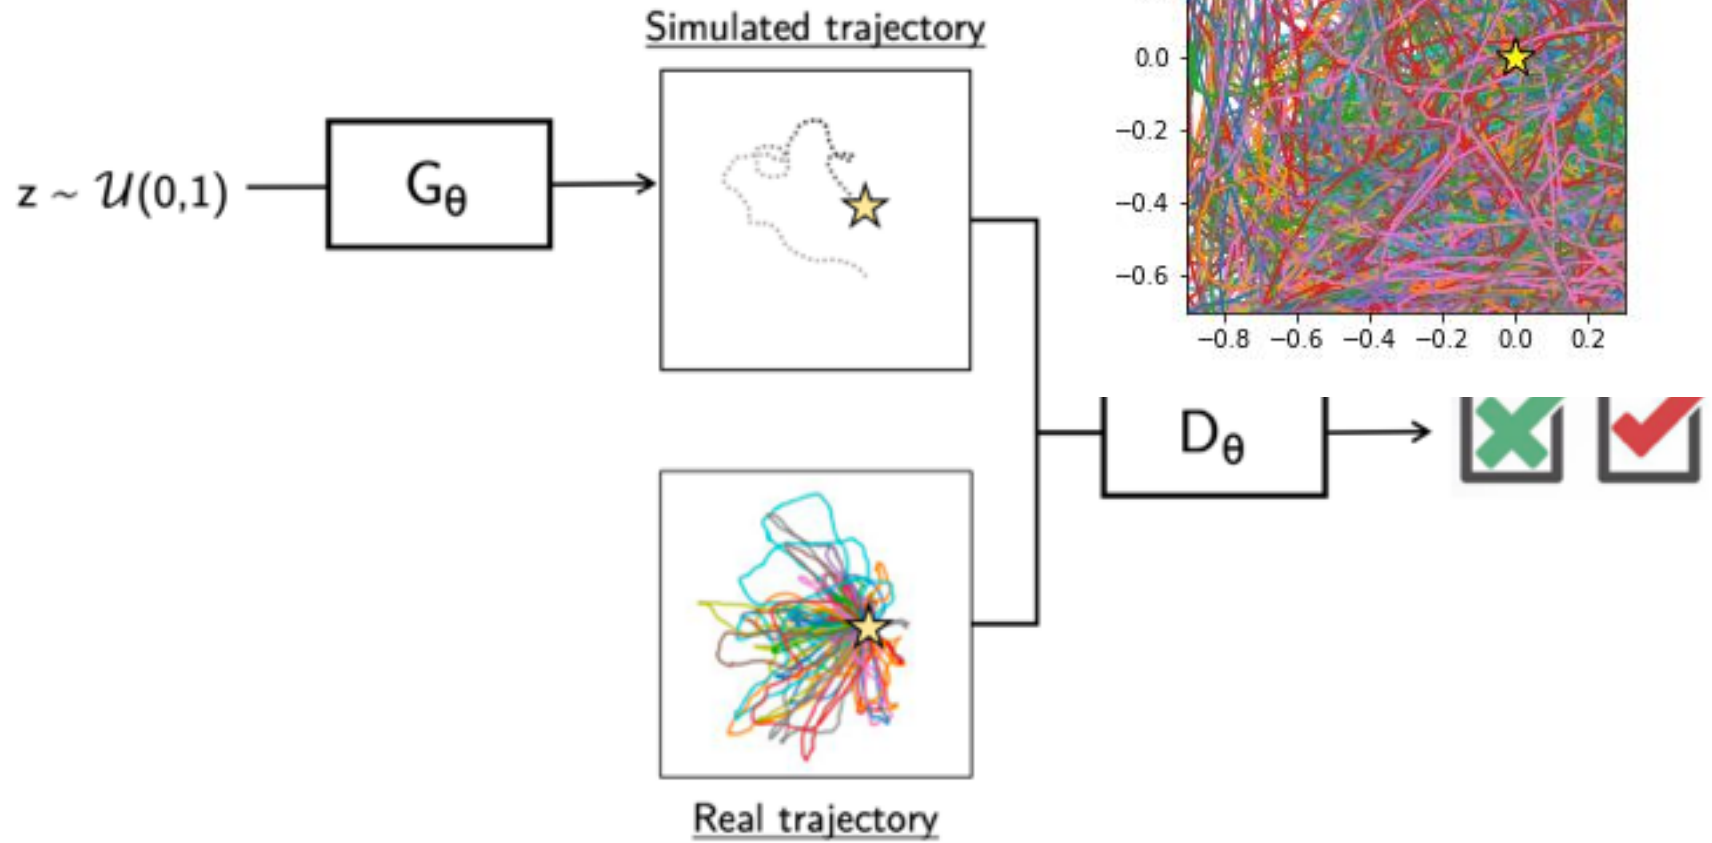 Simulated trajectory
z ~ 𝒰(0,1)
G_θ
0.0
−0.2
−0.4
−0.6
−0.8 −0.6 −0.4 −0.2 0.0 0.2
D_θ
Real trajectory